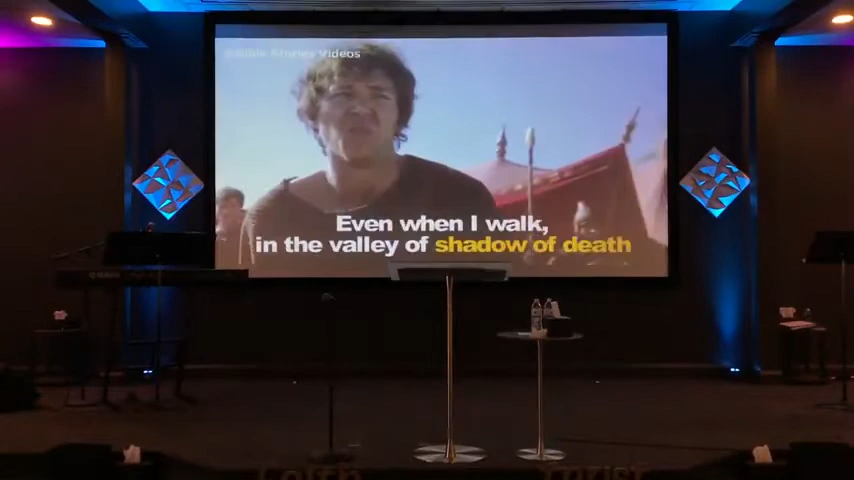 ©Bible Stories Videos
Even when I walk,
in the valley of shadow of death